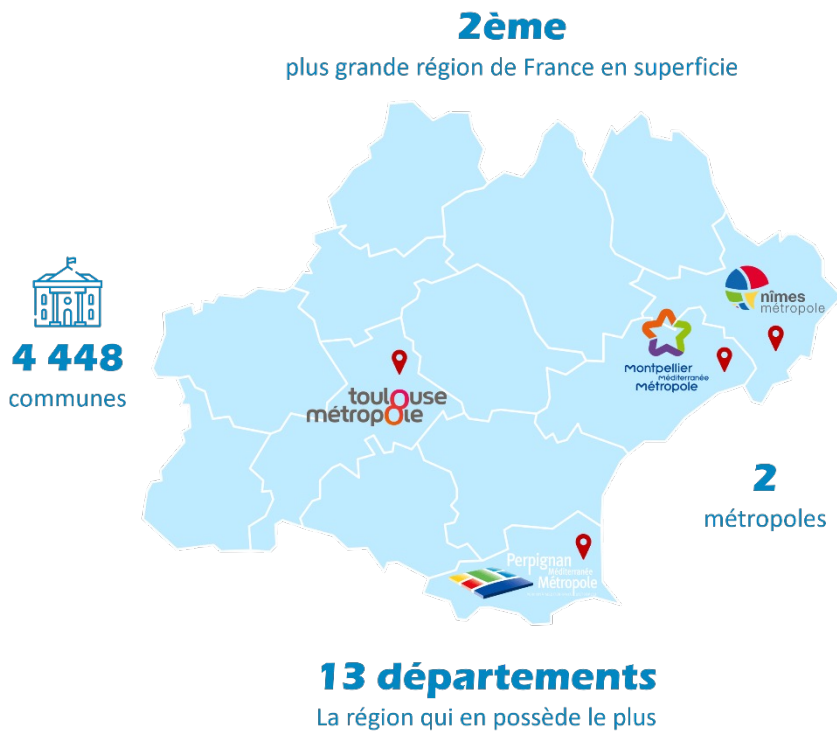 2ème
plus grande région de France en superficie
nîmes
métropole
4 448
communes
montpellier
méditerranée
métropole
toulouse
métropole
2
métropoles
Perpignan
Méditerranée
Métropole
13 départements
La région qui en possède le plus